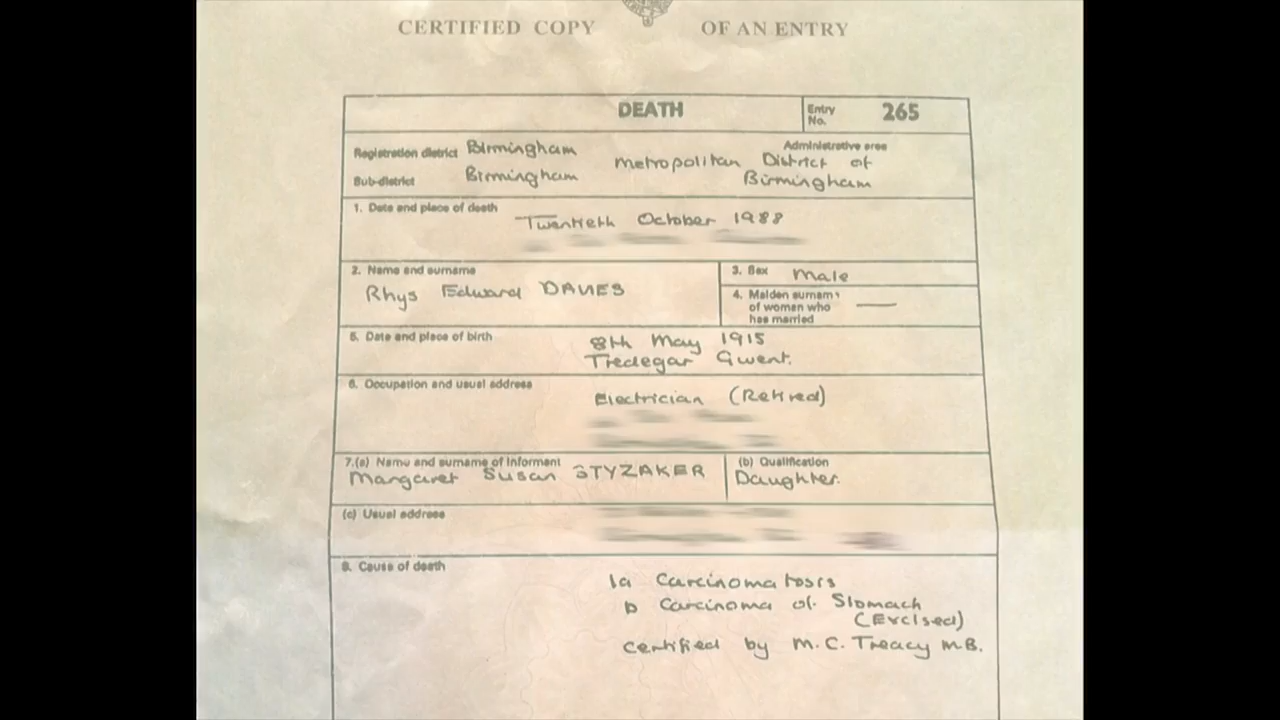 CERTIFIED COPY OF AN ENTRY
DEATH
Entry No. 265
Registration district Birmingham
Administrative area
Metropolitan District of Birmingham
Sub-district Birmingham
1. Date and place of death
Twentieth October 1988
2. Name and surname
Rhys Edward DAVIES
3. Sex Male
4. Maiden surname of woman who has married —
5. Date and place of birth
8th May 1915
Tredegar Gwent.
6. Occupation and usual address
Electrician (Retired)
7.(a) Name and surname of informant
Margaret Susan STYZAKER
(b) Qualification
Daughter.
(c) Usual address
8. Cause of death
1a Carcinomatosis
b Carcinoma of Stomach
(Excised)
Certified by M.C. Treacy M.B.